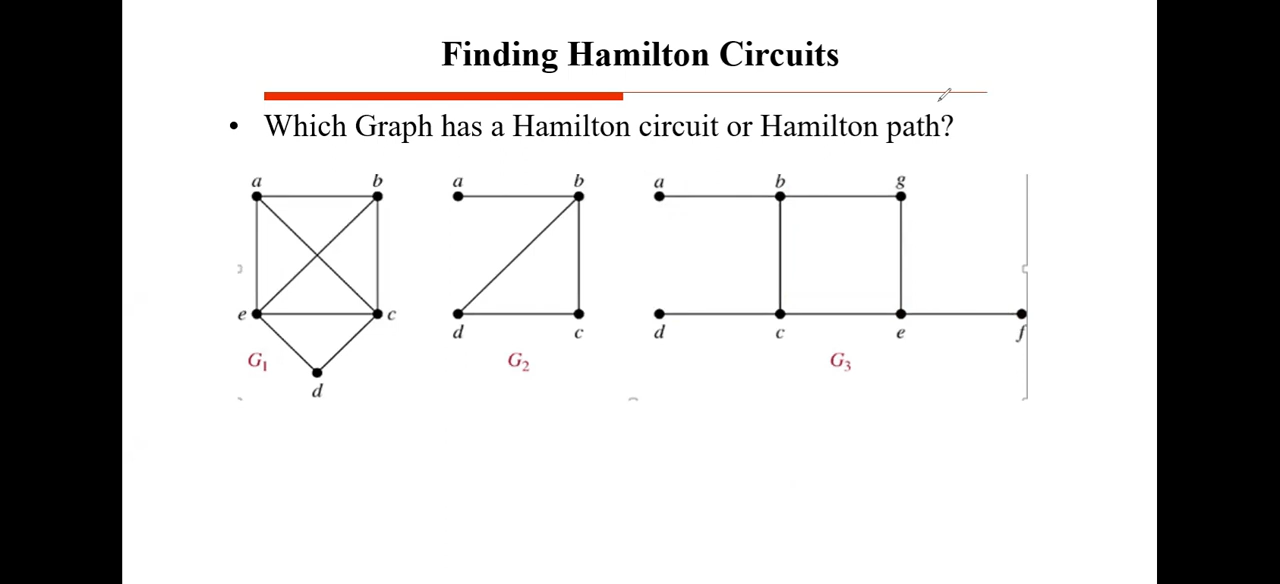 Finding Hamilton Circuits
• Which Graph has a Hamilton circuit or Hamilton path?
a b a b a b g
e c d c d c e f
G1 G2 G3
d